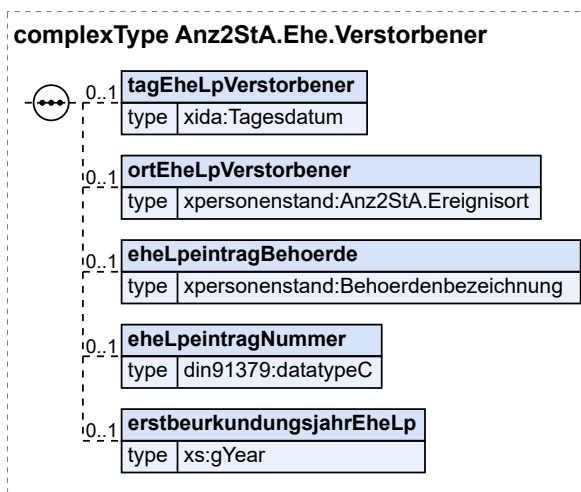 complexType Anz2StA.Ehe.Verstorbener
0..1 tagEheLpVerstorbener
type xida:Tagesdatum
0..1 ortEheLpVerstorbener
type xpersonenstand:Anz2StA.Ereignisort
0..1 eheLpeintragBehoerde
type xpersonenstand:Behoerdenbezeichnung
0..1 eheLpeintragNummer
type din91379:datatypeC
0..1 erstbeurkundungsjahrEheLp
type xs:gYear